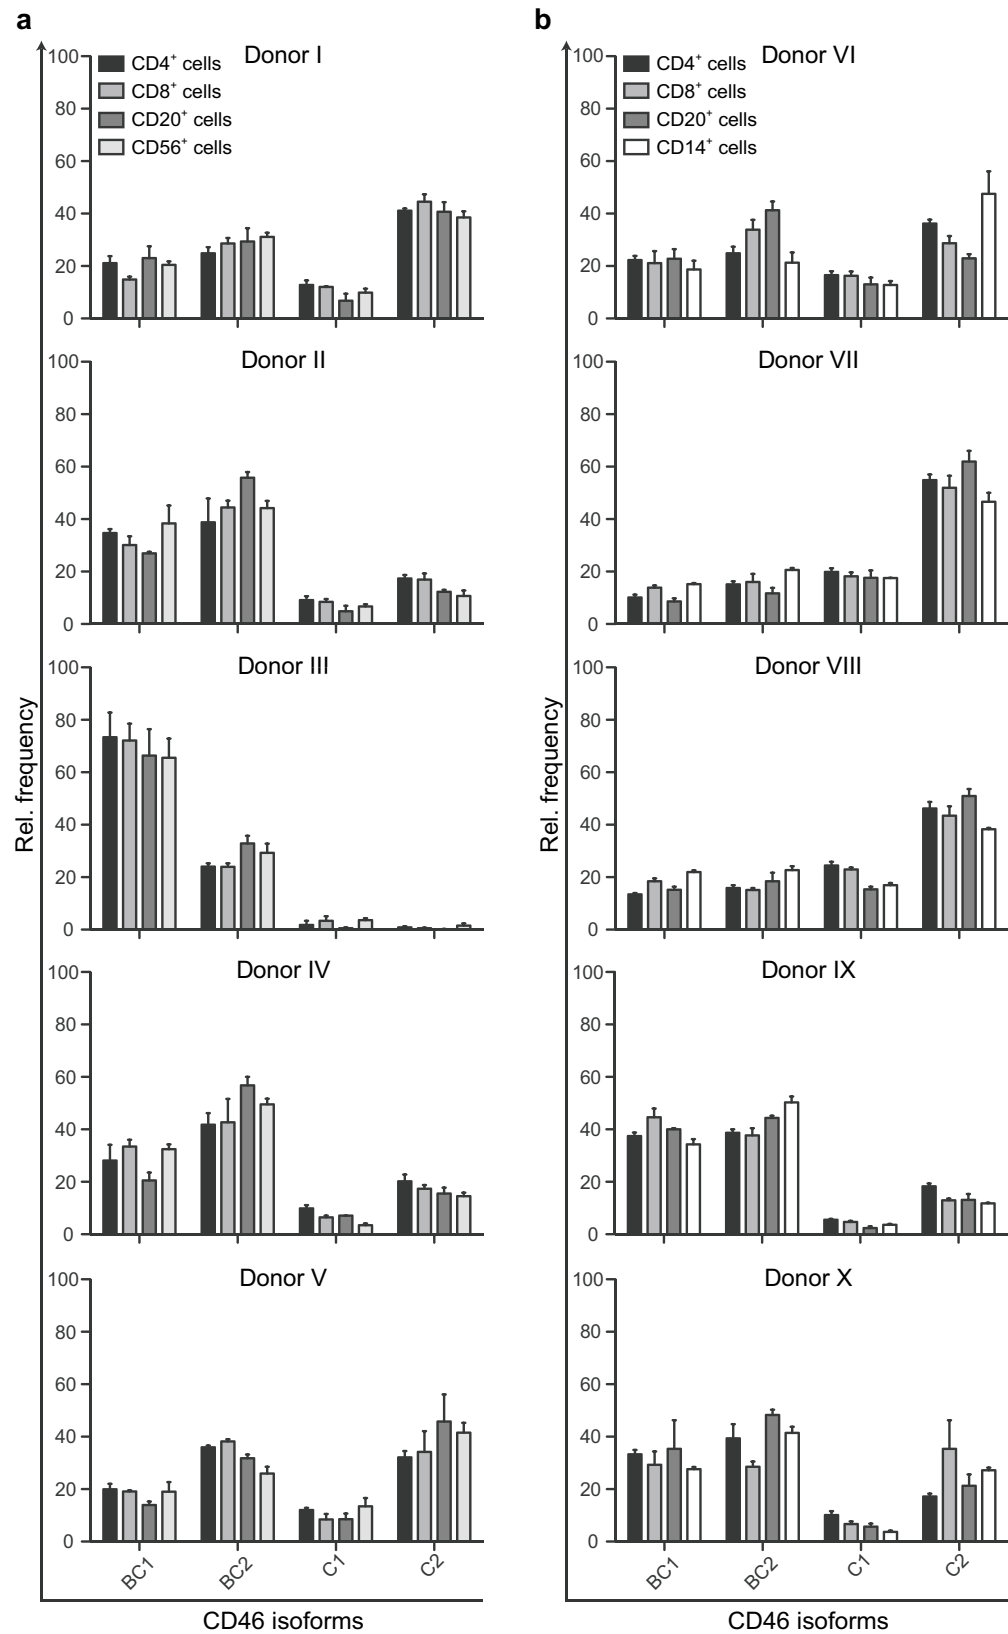 a
Donor I
100
80
60
40
20
0
CD4⁺ cells
CD8⁺ cells
CD20⁺ cells
CD56⁺ cells
Donor II
100
80
60
40
20
0
Donor III
100
80
60
40
20
0
Rel. frequency
Donor IV
100
80
60
40
20
0
Donor V
100
80
60
40
20
0
BC1
BC2
C1
C2
CD46 isoforms
b
Donor VI
100
80
60
40
20
0
CD4⁺ cells
CD8⁺ cells
CD20⁺ cells
CD14⁺ cells
Donor VII
100
80
60
40
20
0
Donor VIII
100
80
60
40
20
0
Rel. frequency
Donor IX
100
80
60
40
20
0
Donor X
100
80
60
40
20
0
BC1
BC2
C1
C2
CD46 isoforms